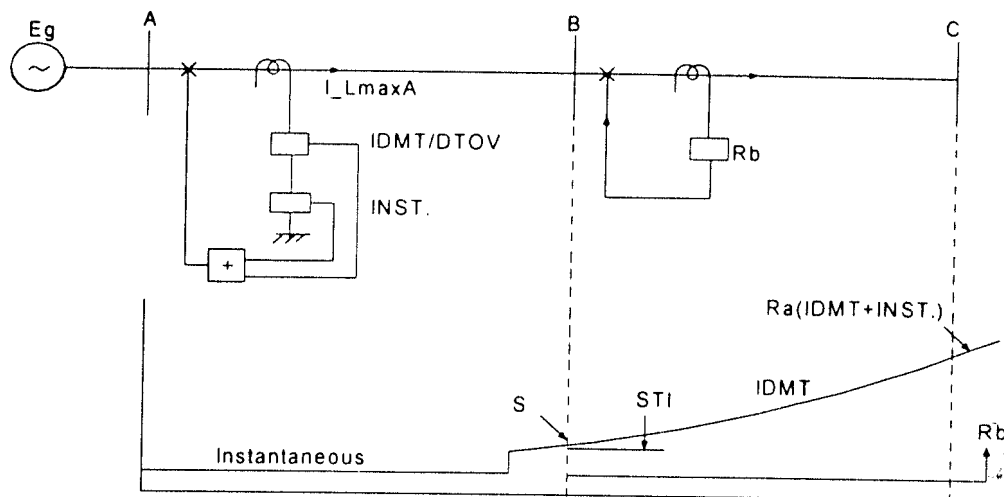 Eg
A
B
C
~
I_LmaxA
IDMT/DTOV
Rb
INST.
+
Ra(IDMT+INST.)
IDMT
S
STI
Rb
Instantaneous